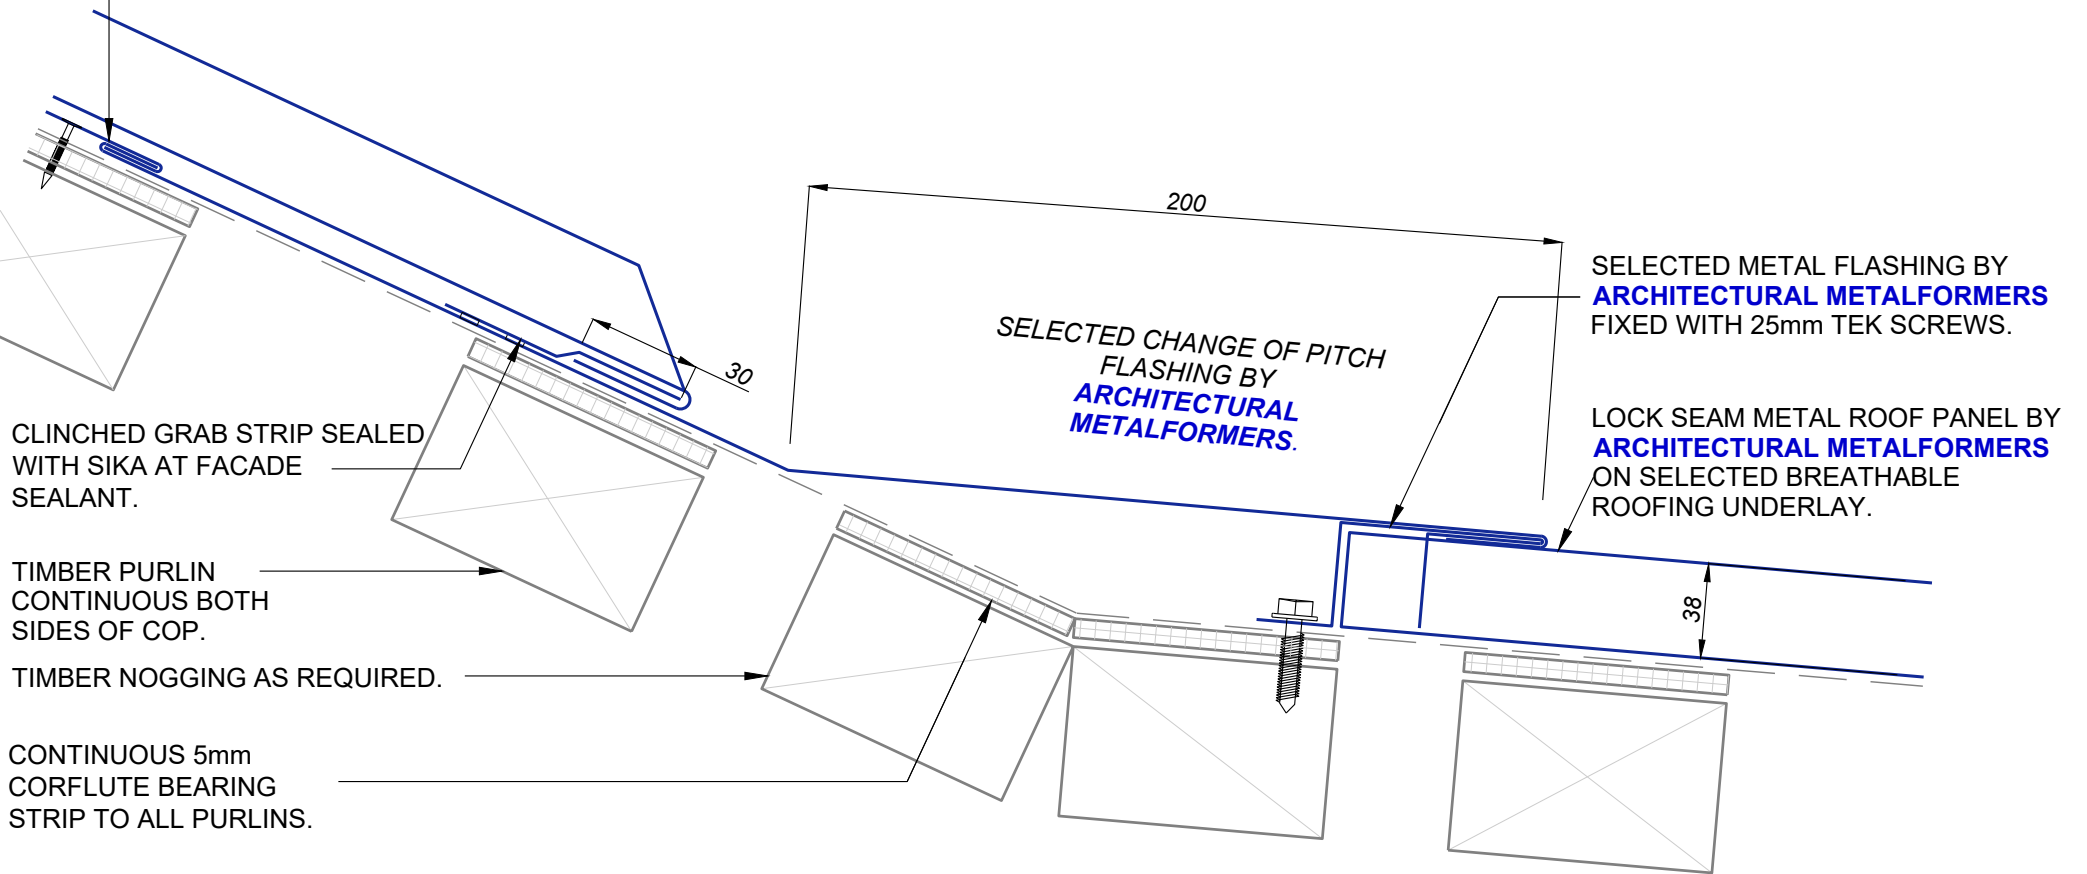 200
30
SELECTED CHANGE OF PITCH
FLASHING BY
ARCHITECTURAL
METALFORMERS.
SELECTED METAL FLASHING BY
ARCHITECTURAL METALFORMERS
FIXED WITH 25mm TEK SCREWS.
LOCK SEAM METAL ROOF PANEL BY
ARCHITECTURAL METALFORMERS
ON SELECTED BREATHABLE
ROOFING UNDERLAY.
38
CLINCHED GRAB STRIP SEALED
WITH SIKA AT FACADE
SEALANT.
TIMBER PURLIN
CONTINUOUS BOTH
SIDES OF COP.
TIMBER NOGGING AS REQUIRED.
CONTINUOUS 5mm
CORFLUTE BEARING
STRIP TO ALL PURLINS.